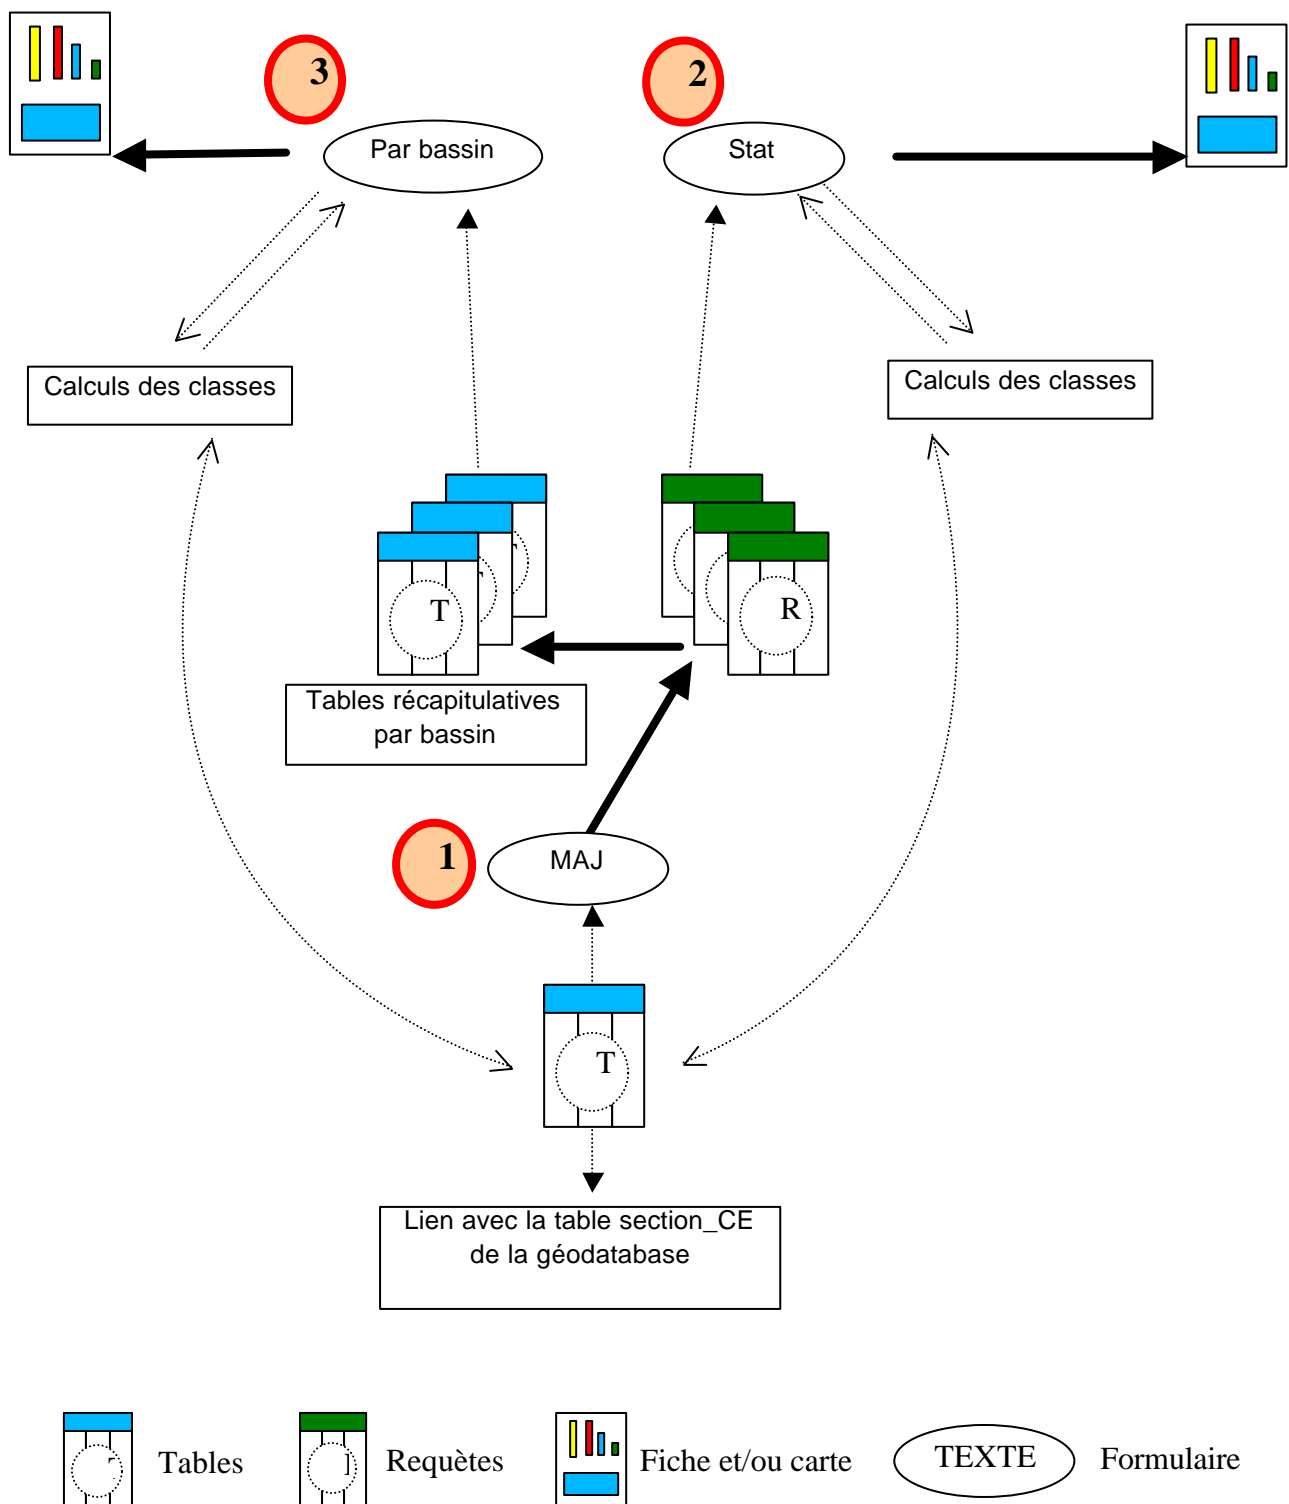 3
2
Par bassin
Stat
Calculs des classes
Calculs des classes
T
R
Tables récapitulatives
par bassin
1
MAJ
T
Lien avec la table section_CE
de la géodatabase
Tables
Requètes
Fiche et/ou carte
TEXTE
Formulaire